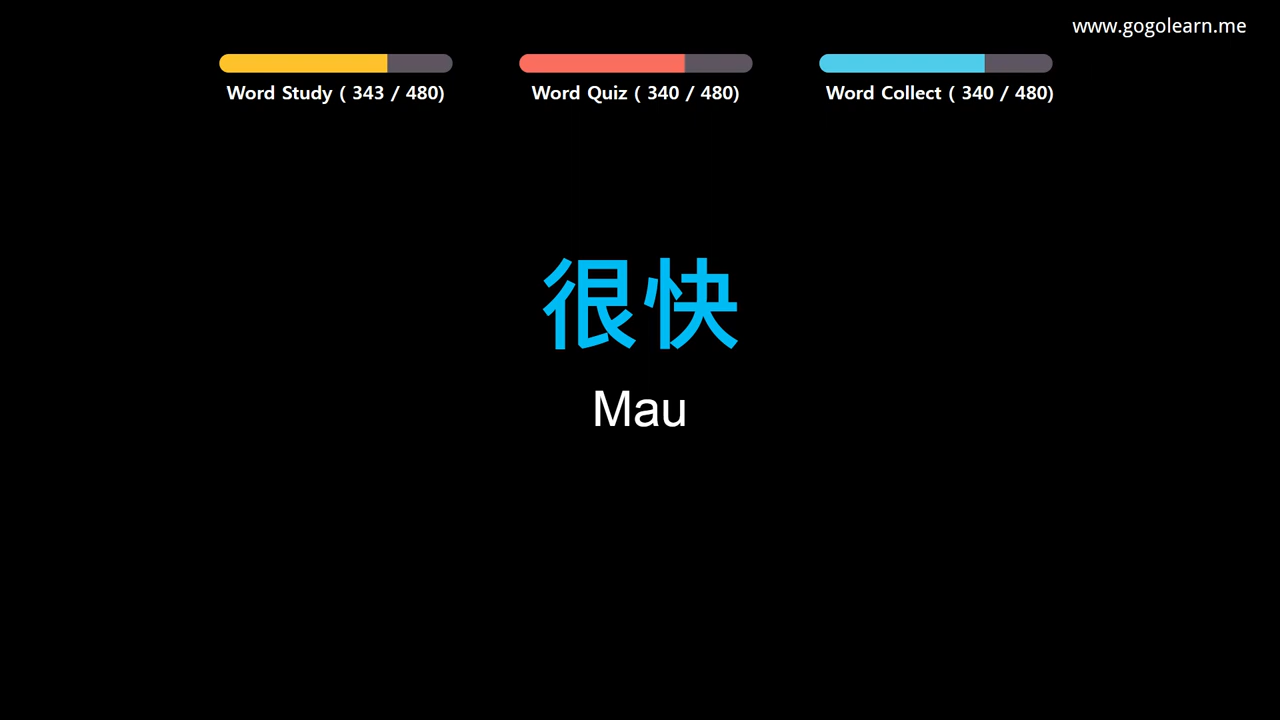 www.gogolearn.me
Word Study ( 343 / 480)
Word Quiz ( 340 / 480)
Word Collect ( 340 / 480)
很快
Mau